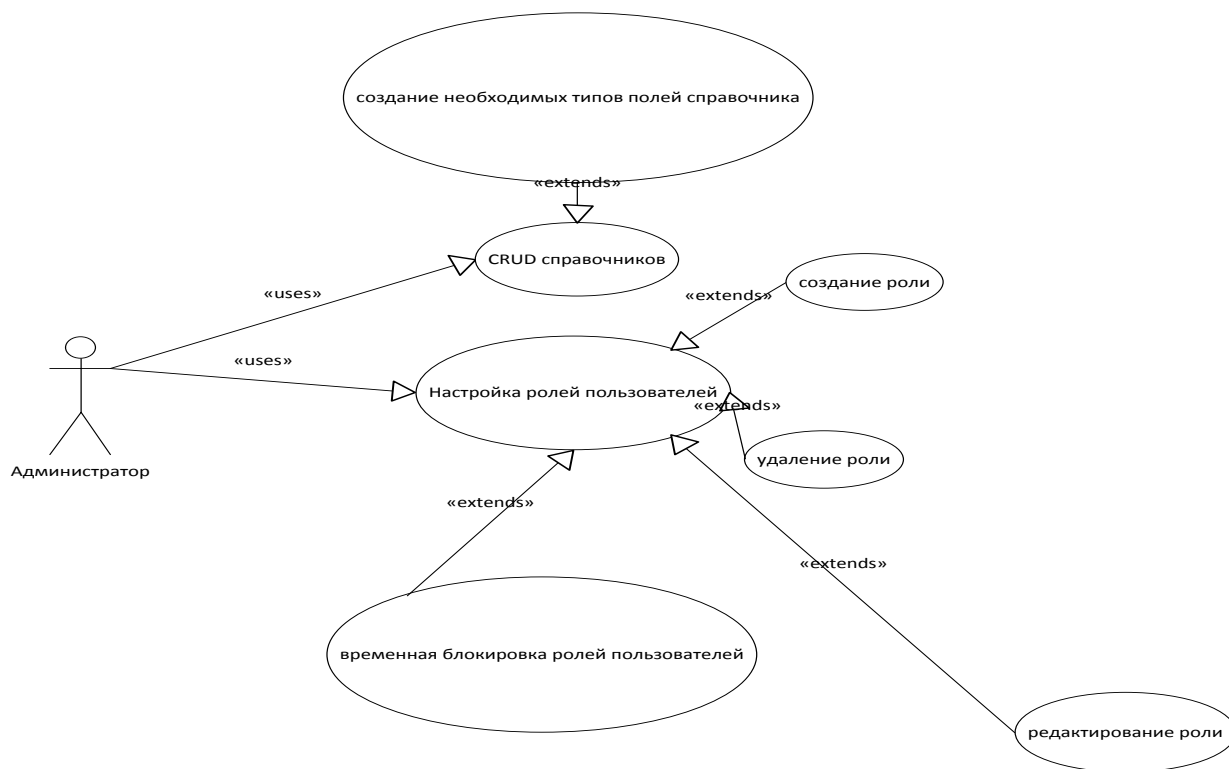 создание необходимых типов полей справочника
«extends»
CRUD справочников
создание роли
«uses»
«extends»
«uses»
Настройка ролей пользователей
«extends»
удаление роли
Администратор
«extends»
«extends»
временная блокировка ролей пользователей
редактирование роли